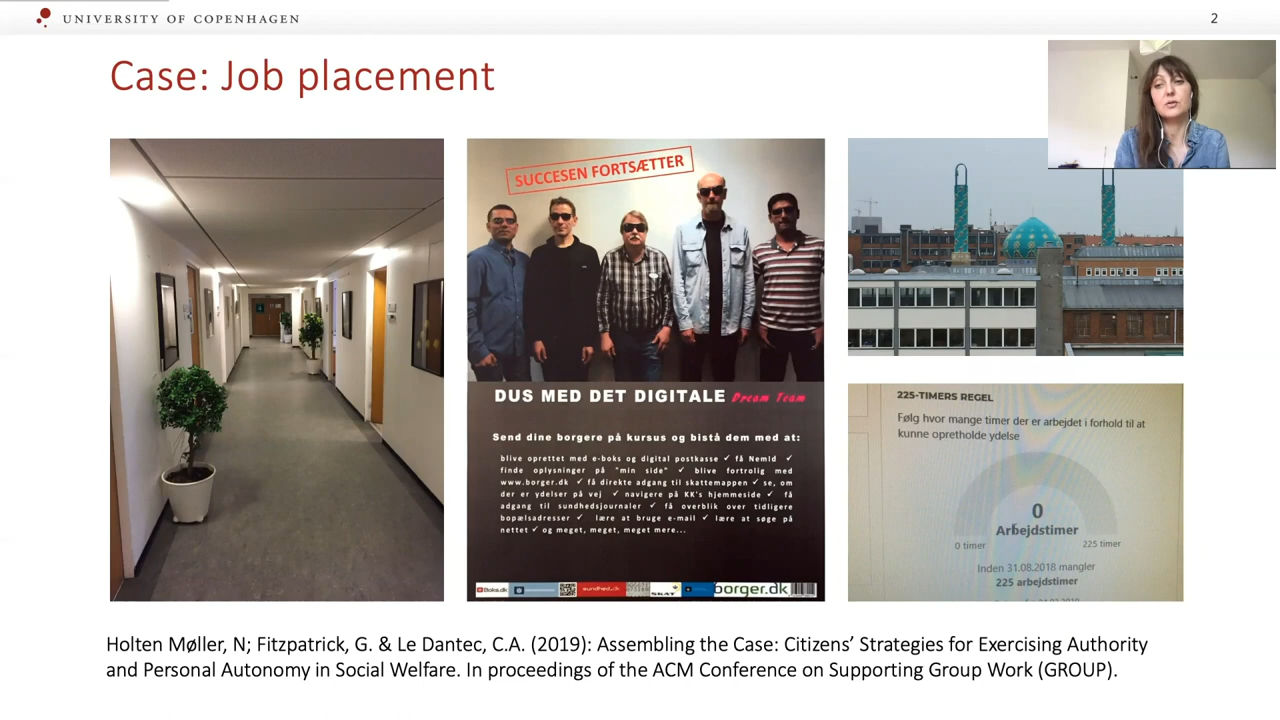 UNIVERSITY OF COPENHAGEN
2
Case: Job placement
SUCCESEN FORTSÆTTER
DUS MED DET DIGITALE Dream Team
Send dine borgere på kursus og bistå dem med at:
blive oprettet med e-boks og digital postkasse ✓ få NemId ✓
finde oplysninger på "min side" ✓ blive fortrolig med
www.borger.dk ✓ få direkte adgang til skattemappen ✓ se, om
der er ydelser på vej ✓ navigere på KK's hjemmeside ✓ få
adgang til sundhedsjournaler ✓ få overblik over tidligere
bopælsadresser ✓ lære at bruge e-mail ✓ lære at søge på
nettet ✓ og meget, meget, meget mere...
eBoks.dk sundhed.dk SKAT borger.dk
225-TIMERS REGEL
Følg hvor mange timer der er arbejdet i forhold til at
kunne opretholde ydelse
0
Arbejdstimer
0 timer 225 timer
Inden 31.08.2018 mangler
225 arbejdstimer
Holten Møller, N; Fitzpatrick, G. & Le Dantec, C.A. (2019): Assembling the Case: Citizens’ Strategies for Exercising Authority
and Personal Autonomy in Social Welfare. In proceedings of the ACM Conference on Supporting Group Work (GROUP).